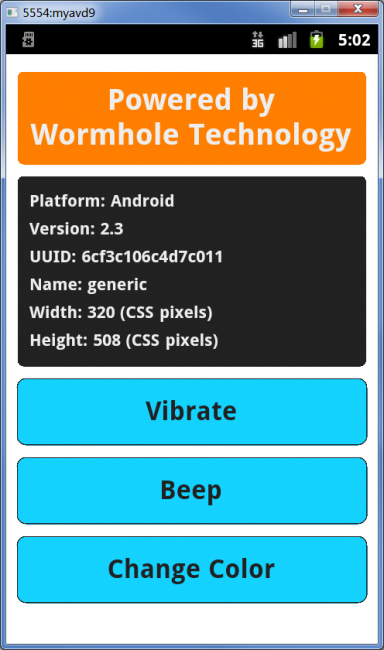 5554:myavd9
3G 5:02
Powered by
Wormhole Technology
Platform: Android
Version: 2.3
UUID: 6cf3c106c4d7c011
Name: generic
Width: 320 (CSS pixels)
Height: 508 (CSS pixels)
Vibrate
Beep
Change Color